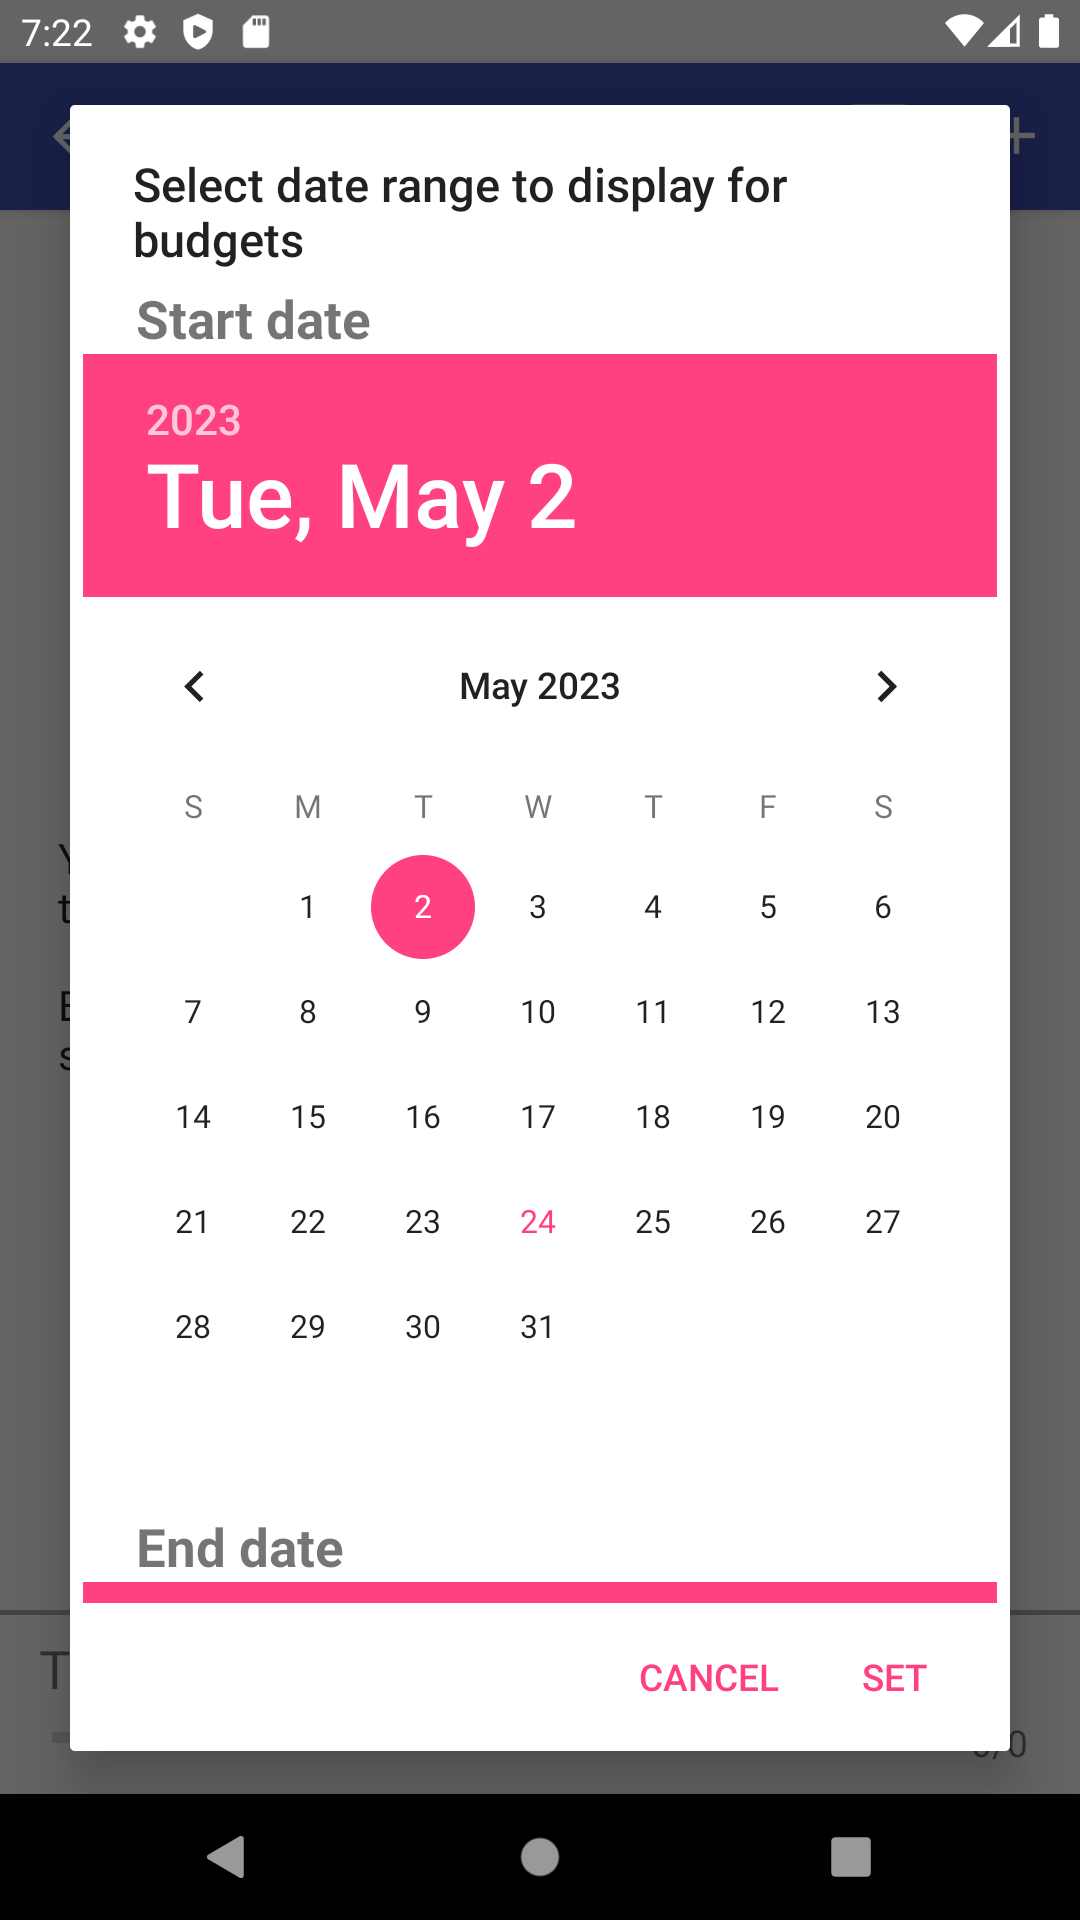 7:22
Select date range to display for
budgets
Start date
2023
Tue, May 2
May 2023
S M T W T F S
1 2 3 4 5 6
7 8 9 10 11 12 13
14 15 16 17 18 19 20
21 22 23 24 25 26 27
28 29 30 31
End date
CANCEL SET